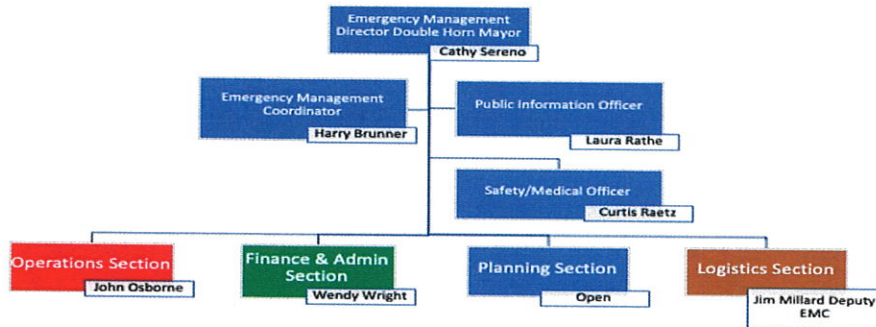 Emergency Management
Director Double Horn Mayor
Cathy Sereno
Emergency Management
Coordinator
Harry Brunner
Public Information Officer
Laura Rathe
Safety/Medical Officer
Curtis Raetz
Operations Section
John Osborne
Finance & Admin
Section
Wendy Wright
Planning Section
Open
Logistics Section
Jim Millard Deputy
EMC